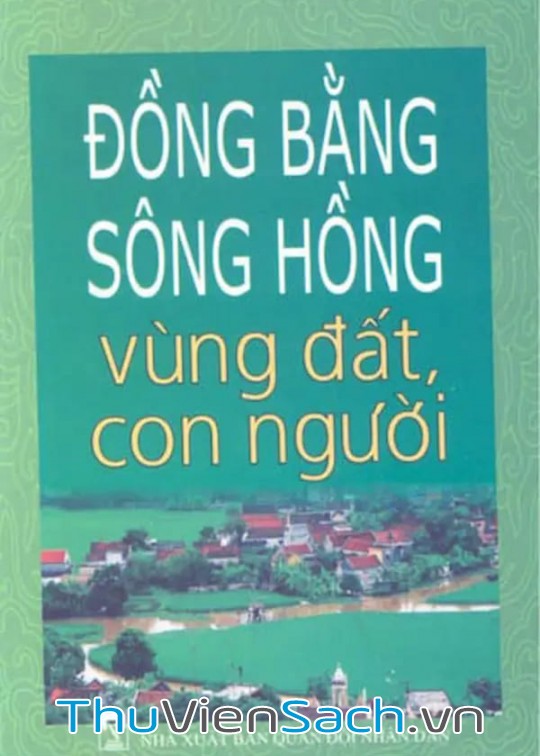 ĐỒNG BẰNG
SÔNG HỒNG
vùng đất,
con người
ThuVienSach.vn
NHÀ XUẤT BẢN QUÂN ĐỘI NHÂN DÂN